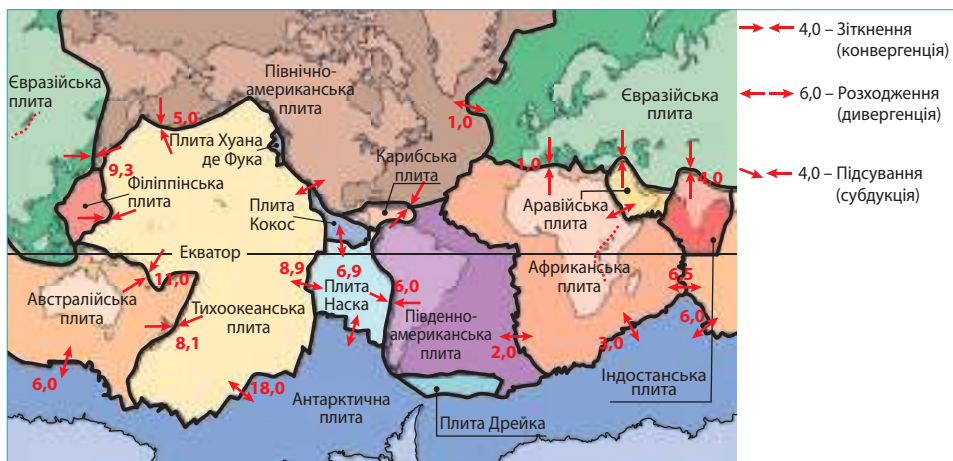 Євразійська
плита
Північно-
американська
плита
5,0
Плита Хуана
де Фука
9,3
Філіппінська
плита
Карибська
плита
1,0
Плита
Кокос
Євразійська
плита
1,0
4,0
Аравійська
плита
Екватор
11,0
Австралійська
плита
Тихоокеанська
плита
8,1
8,9
6,9
Плита
Наска
6,0
Південно-
американська
плита
2,0
Африканська
плита
6,5
3,0
6,0
Індостанська
плита
6,0
18,0
Антарктична
плита
Плита Дрейка
4,0 – Зіткнення
(конвергенція)
6,0 – Розходження
(дивергенція)
4,0 – Підсування
(субдукція)